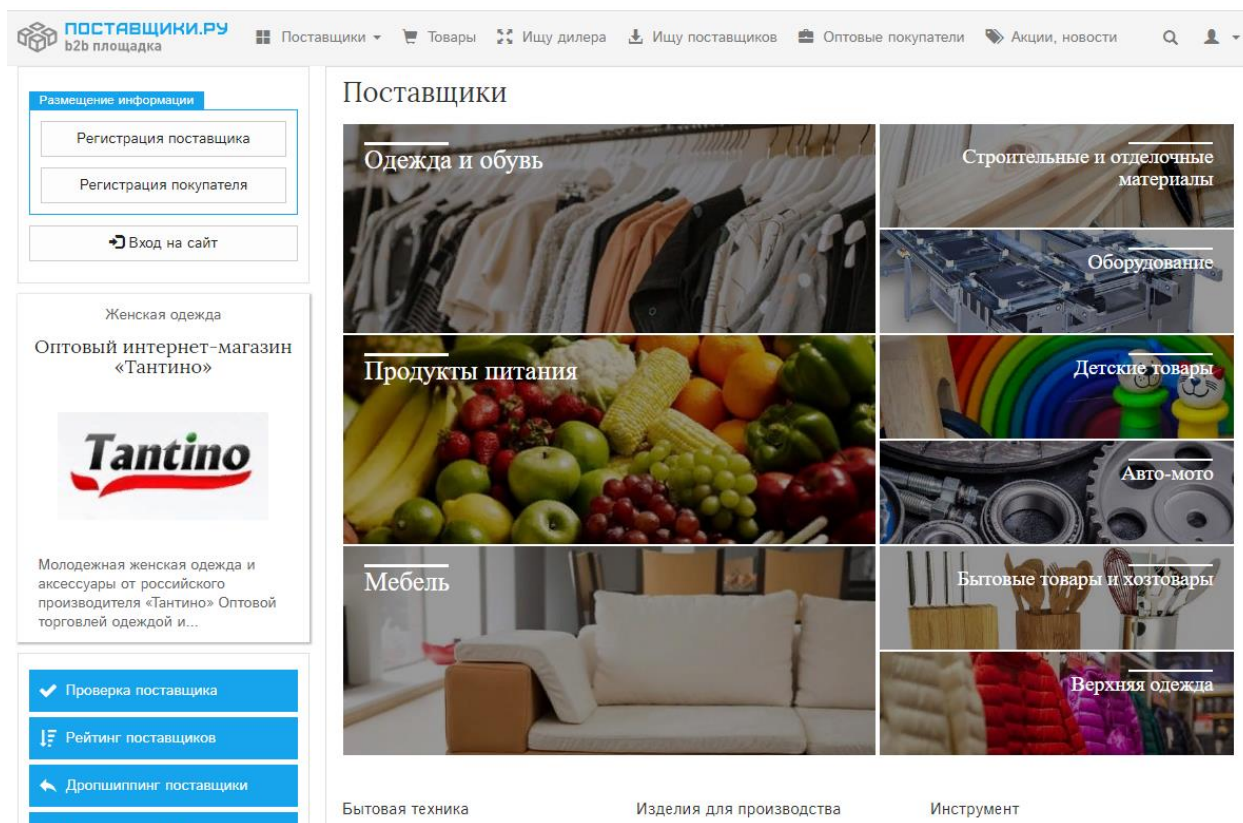 ПОСТАВЩИКИ.РУ
b2b площадка
Поставщики
Товары
Ищу дилера
Ищу поставщиков
Оптовые покупатели
Акции, новости
Размещение информации
Регистрация поставщика
Регистрация покупателя
Вход на сайт
Женская одежда
Оптовый интернет-магазин
«Тантино»
Tantino
Молодежная женская одежда и
аксессуары от российского
производителя «Тантино» Оптовой
торговлей одеждой и...
Проверка поставщика
Рейтинг поставщиков
Дропшиппинг поставщики
Поставщики
Одежда и обувь
Строительные и отделочные
материалы
Оборудование
Продукты питания
Детские товары
Авто-мото
Мебель
Бытовые товары и хозтовары
Верхняя одежда
Бытовая техника
Изделия для производства
Инструмент